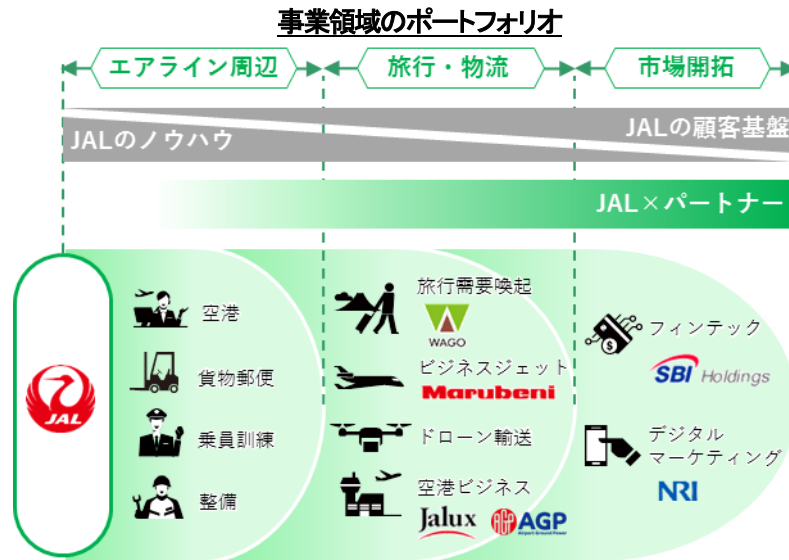 事業領域のポートフォリオ
エアライン周辺
旅行・物流
市場開拓
JALのノウハウ
JALの顧客基盤
JAL×パートナー
JAL
空港
貨物郵便
乗員訓練
整備
旅行需要喚起
WAGO
ビジネスジェット
Marubeni
ドローン輸送
空港ビジネス
Jalux
AGP
Airport Ground Power
フィンテック
SBI Holdings
デジタル
マーケティング
NRI